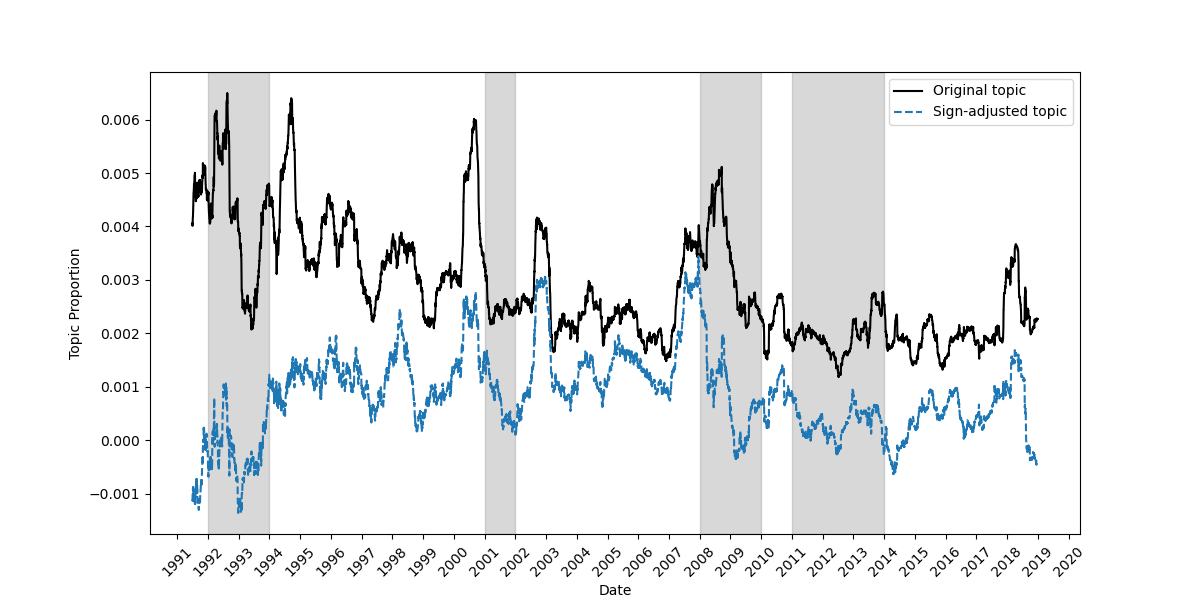 Original topic
Sign-adjusted topic
Topic Proportion
0.006
0.005
0.004
0.003
0.002
0.001
0.000
−0.001
1991 1992 1993 1994 1995 1996 1997 1998 1999 2000 2001 2002 2003 2004 2005 2006 2007 2008 2009 2010 2011 2012 2013 2014 2015 2016 2017 2018 2019 2020
Date